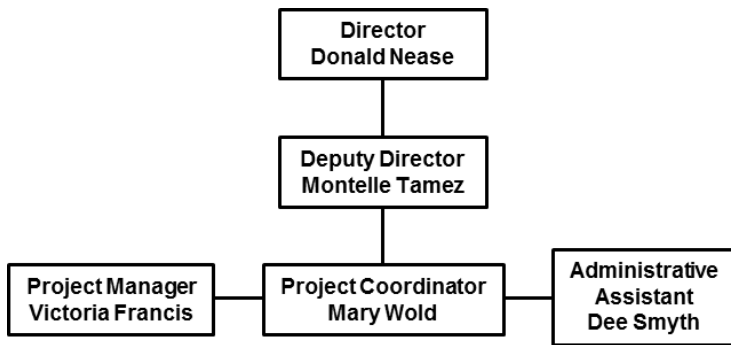 Director
Donald Nease
Deputy Director
Montelle Tamez
Project Manager
Victoria Francis
Project Coordinator
Mary Wold
Administrative
Assistant
Dee Smyth